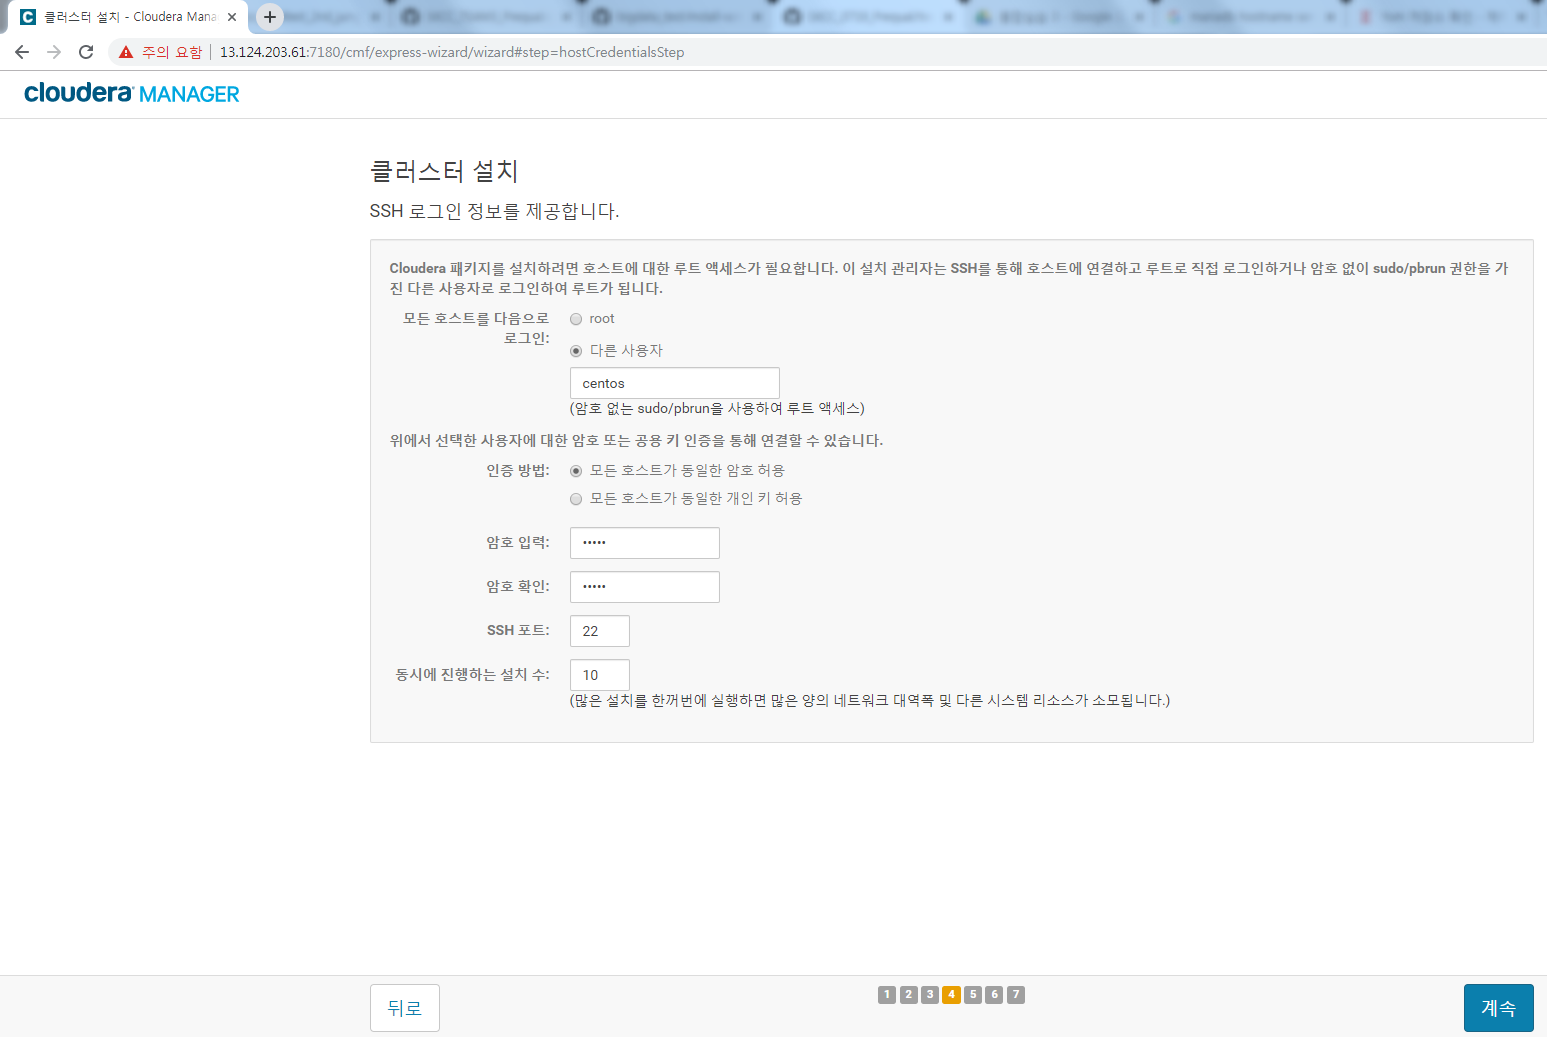 클러스터 설치 - Cloudera Mana
주의 요함 13.124.203.61:7180/cmf/express-wizard/wizard#step=hostCredentialsStep
cloudera MANAGER
클러스터 설치
SSH 로그인 정보를 제공합니다.
Cloudera 패키지를 설치하려면 호스트에 대한 루트 액세스가 필요합니다. 이 설치 관리자는 SSH를 통해 호스트에 연결하고 루트로 직접 로그인하거나 암호 없이 sudo/pbrun 권한을 가
진 다른 사용자로 로그인하여 루트가 됩니다.
모든 호스트를 다음으로
로그인:
root
다른 사용자
centos
(암호 없는 sudo/pbrun을 사용하여 루트 액세스)
위에서 선택한 사용자에 대한 암호 또는 공용 키 인증을 통해 연결할 수 있습니다.
인증 방법: 모든 호스트가 동일한 암호 허용
모든 호스트가 동일한 개인 키 허용
암호 입력: •••••
암호 확인: •••••
SSH 포트: 22
동시에 진행하는 설치 수: 10
(많은 설치를 한꺼번에 실행하면 많은 양의 네트워크 대역폭 및 다른 시스템 리소스가 소모됩니다.)
뒤로 1 2 3 4 5 6 7 계속